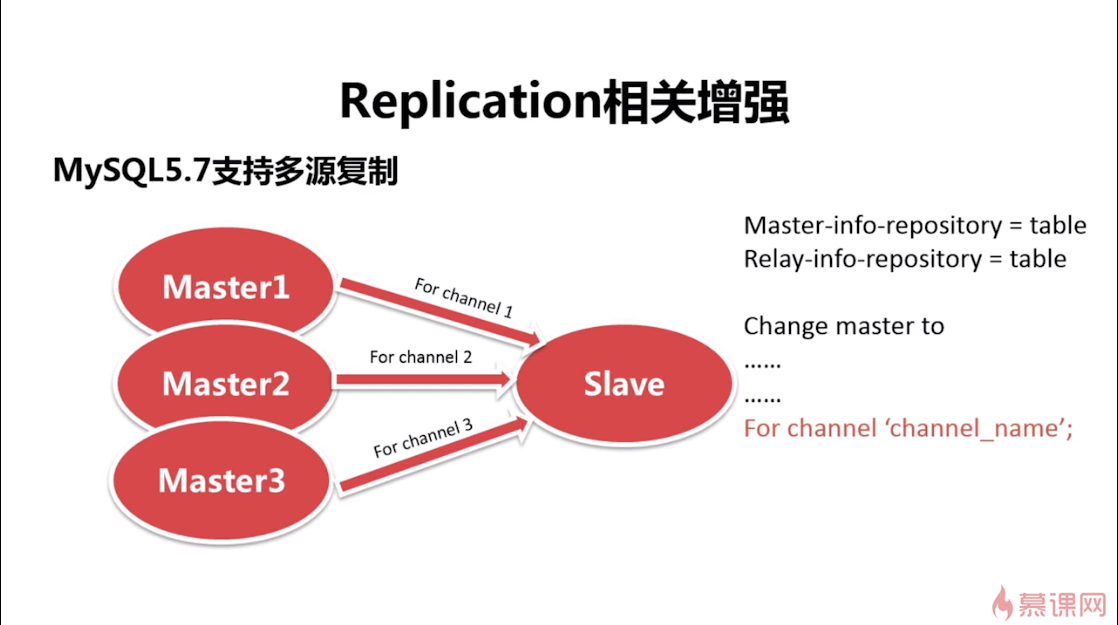 Replication相关增强
MySQL5.7支持多源复制
Master1
Master2
Master3
For channel 1
For channel 2
For channel 3
Slave
Master-info-repository = table
Relay-info-repository = table
Change master to
……
……
For channel ‘channel_name’;
慕课网